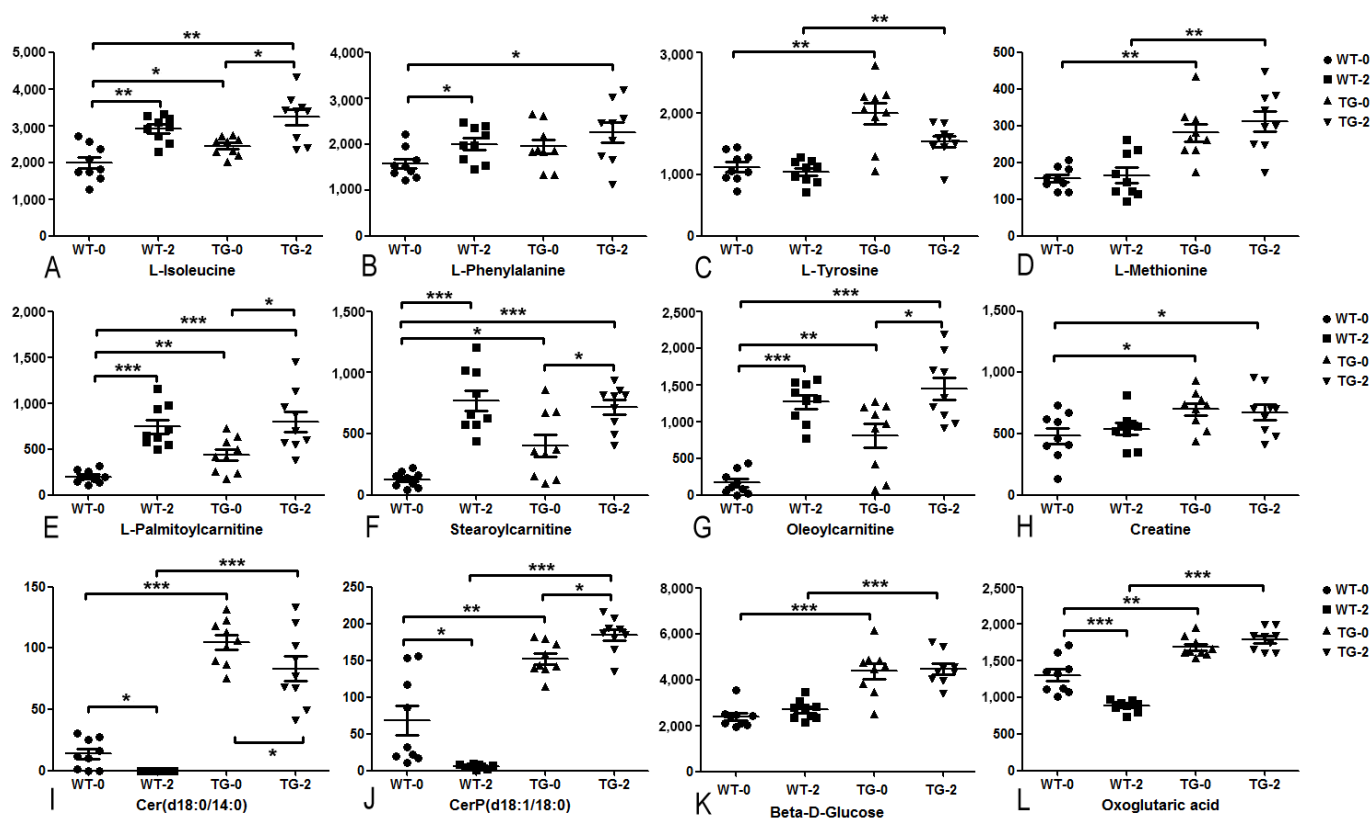 ** ** 
** * * ** * ** ** **
5,000 4,000 3,000 500 WT-0
4,000 3,000 2,000 400 WT-2
3,000 2,000 1,000 300 TG-0
2,000 1,000 0 200 TG-2
1,000 0 100
0 0
WT-0 WT-2 TG-0 TG-2 WT-0 WT-2 TG-0 TG-2 WT-0 WT-2 TG-0 TG-2 WT-0 WT-2 TG-0 TG-2
A L-Isoleucine B L-Phenylalanine C L-Tyrosine D L-Methionine
* *** *** ***
*** * * *
** *** ** *
*** * *** *
2,000 1,500 2,500 1,500 WT-0
1,500 1,000 2,000 1,000 WT-2
1,000 500 1,500 500 TG-0
500 0 1,000 0 TG-2
0 500
0
WT-0 WT-2 TG-0 TG-2 WT-0 WT-2 TG-0 TG-2 WT-0 WT-2 TG-0 TG-2 WT-0 WT-2 TG-0 TG-2
E L-Palmitoylcarnitine F Stearoylcarnitine G Oleoylcarnitine H Creatine
*** *** *** ***
*** ** * *** **
* * ***
*
150 250 8,000 2,500 WT-0
100 200 6,000 2,000 WT-2
50 150 4,000 1,500 TG-0
0 100 2,000 1,000 TG-2
50 0 500
0 0
WT-0 WT-2 TG-0 TG-2 WT-0 WT-2 TG-0 TG-2 WT-0 WT-2 TG-0 TG-2 WT-0 WT-2 TG-0 TG-2
I Cer(d18:0/14:0) J CerP(d18:1/18:0) K Beta-D-Glucose L Oxoglutaric acid